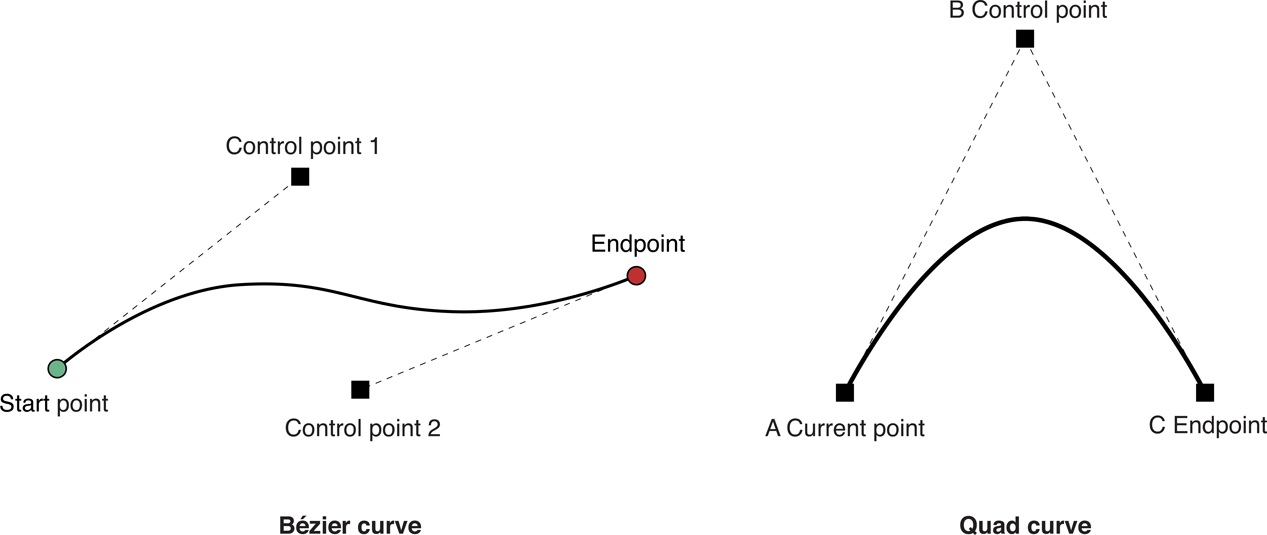 B Control point
Control point 1
Endpoint
Start point
Control point 2
A Current point
C Endpoint
Bézier curve
Quad curve